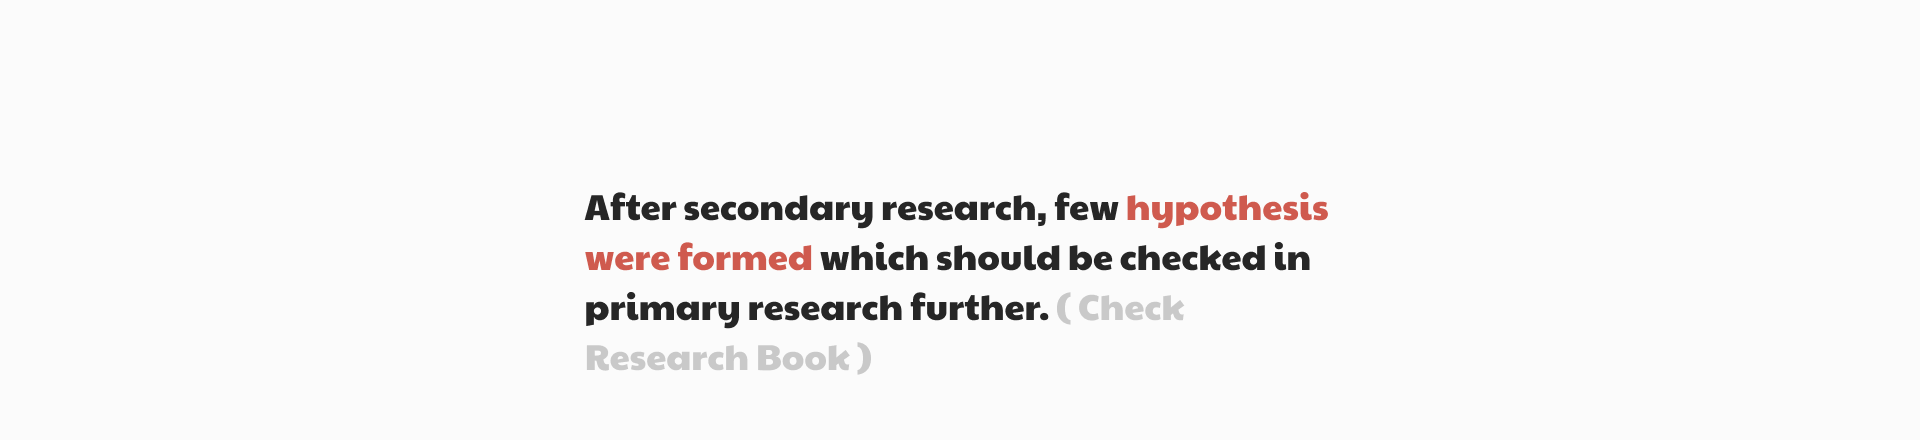 After secondary research, few hypothesis
were formed which should be checked in
primary research further. ( Check
Research Book )